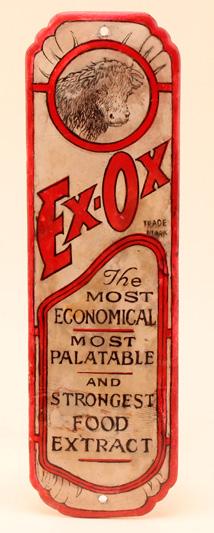 Ex-Ox
TRADE
MARK
The
MOST
ECONOMICAL
MOST
PALATABLE
AND
STRONGEST
FOOD
EXTRACT